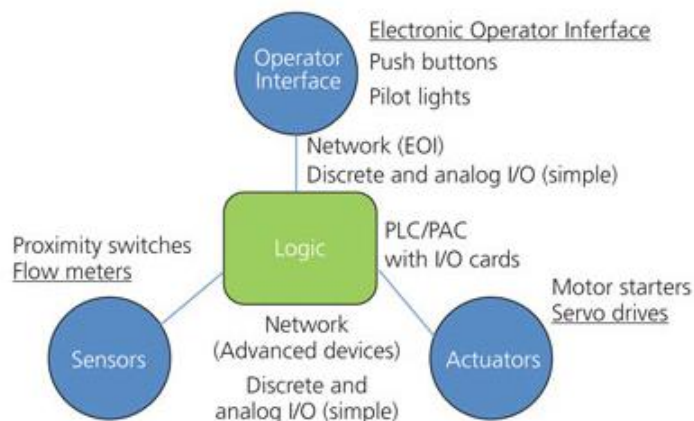 Electronic Operator Inferface
Operator
Interface
Push buttons
Pilot lights
Network (EOI)
Discrete and analog I/O (simple)
Logic
PLC/PAC
with I/O cards
Proximity switches
Flow meters
Motor starters
Servo drives
Sensors
Network
(Advanced devices)
Discrete and
analog I/O (simple)
Actuators